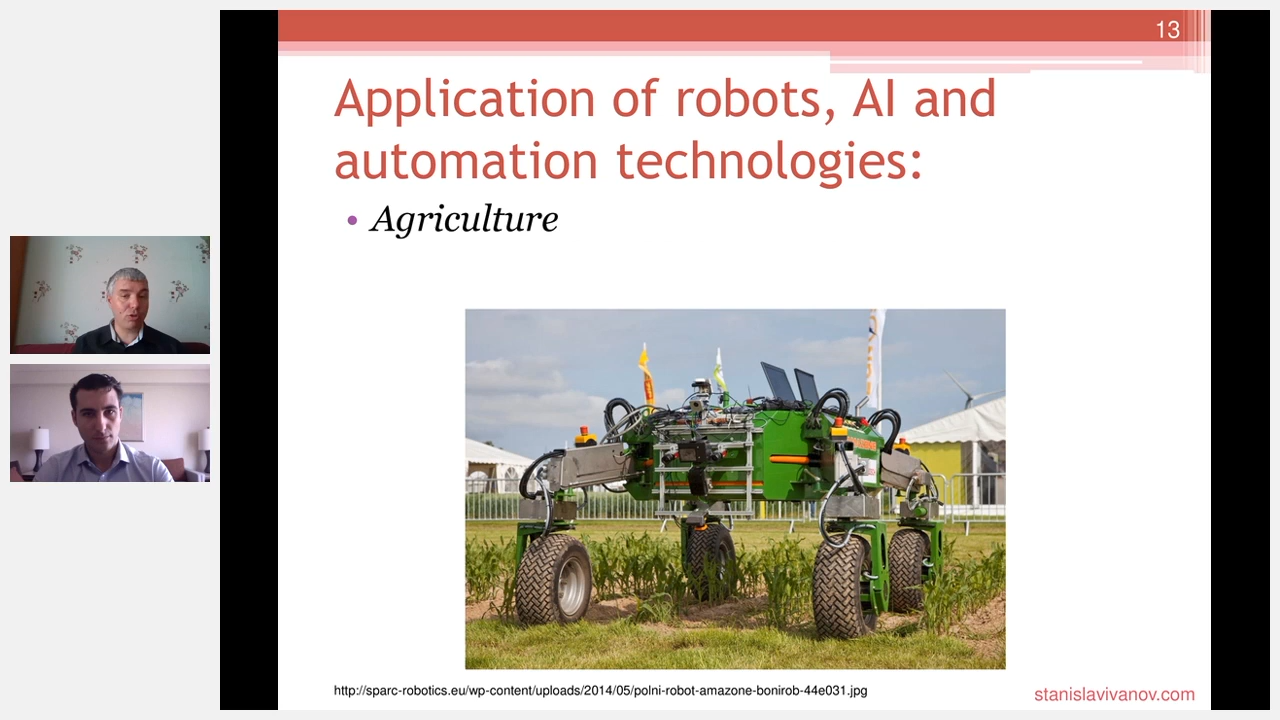 13
Application of robots, AI and
automation technologies:
• Agriculture
http://sparc-robotics.eu/wp-content/uploads/2014/05/polni-robot-amazone-bonirob-44e031.jpg
stanislavivanov.com